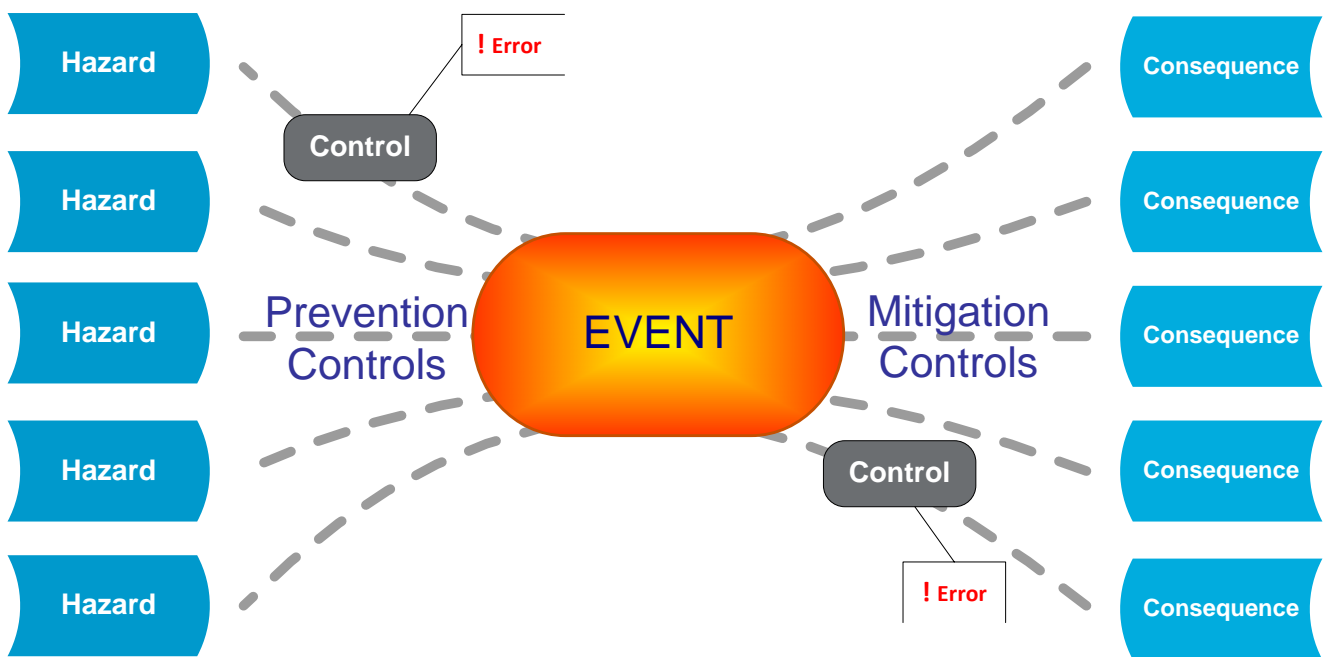 Hazard
! Error
Consequence
Control
Hazard
Consequence
Prevention
Controls
EVENT
Mitigation
Controls
Hazard
Consequence
Hazard
Control
Consequence
! Error
Hazard
Consequence